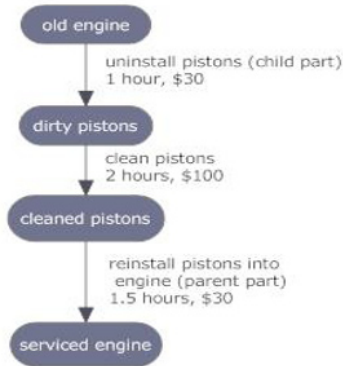 old engine
uninstall pistons (child part)
1 hour, $30
dirty pistons
clean pistons
2 hours, $100
cleaned pistons
reinstall pistons into
engine (parent part)
1.5 hours, $30
serviced engine